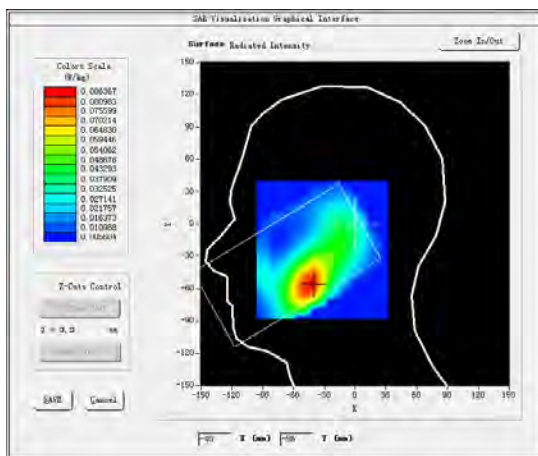 SAR Visualisation Graphical Interface
Surface Radiated Intensity
Zoom In/Out
Colors Scale
(W/kg)
0.086367
0.080983
0.075599
0.070214
0.064830
0.059446
0.054062
0.048678
0.043293
0.037909
0.032525
0.027141
0.021757
0.016373
0.010988
0.005604
150
120
90
60
30
0
-30
-60
-90
-120
-150
-150 -120 -90 -60 -30 0 30 60 90 120 150
X
Z-Cuts Control
SAVE
Cancel
X (mm)
Y (mm)